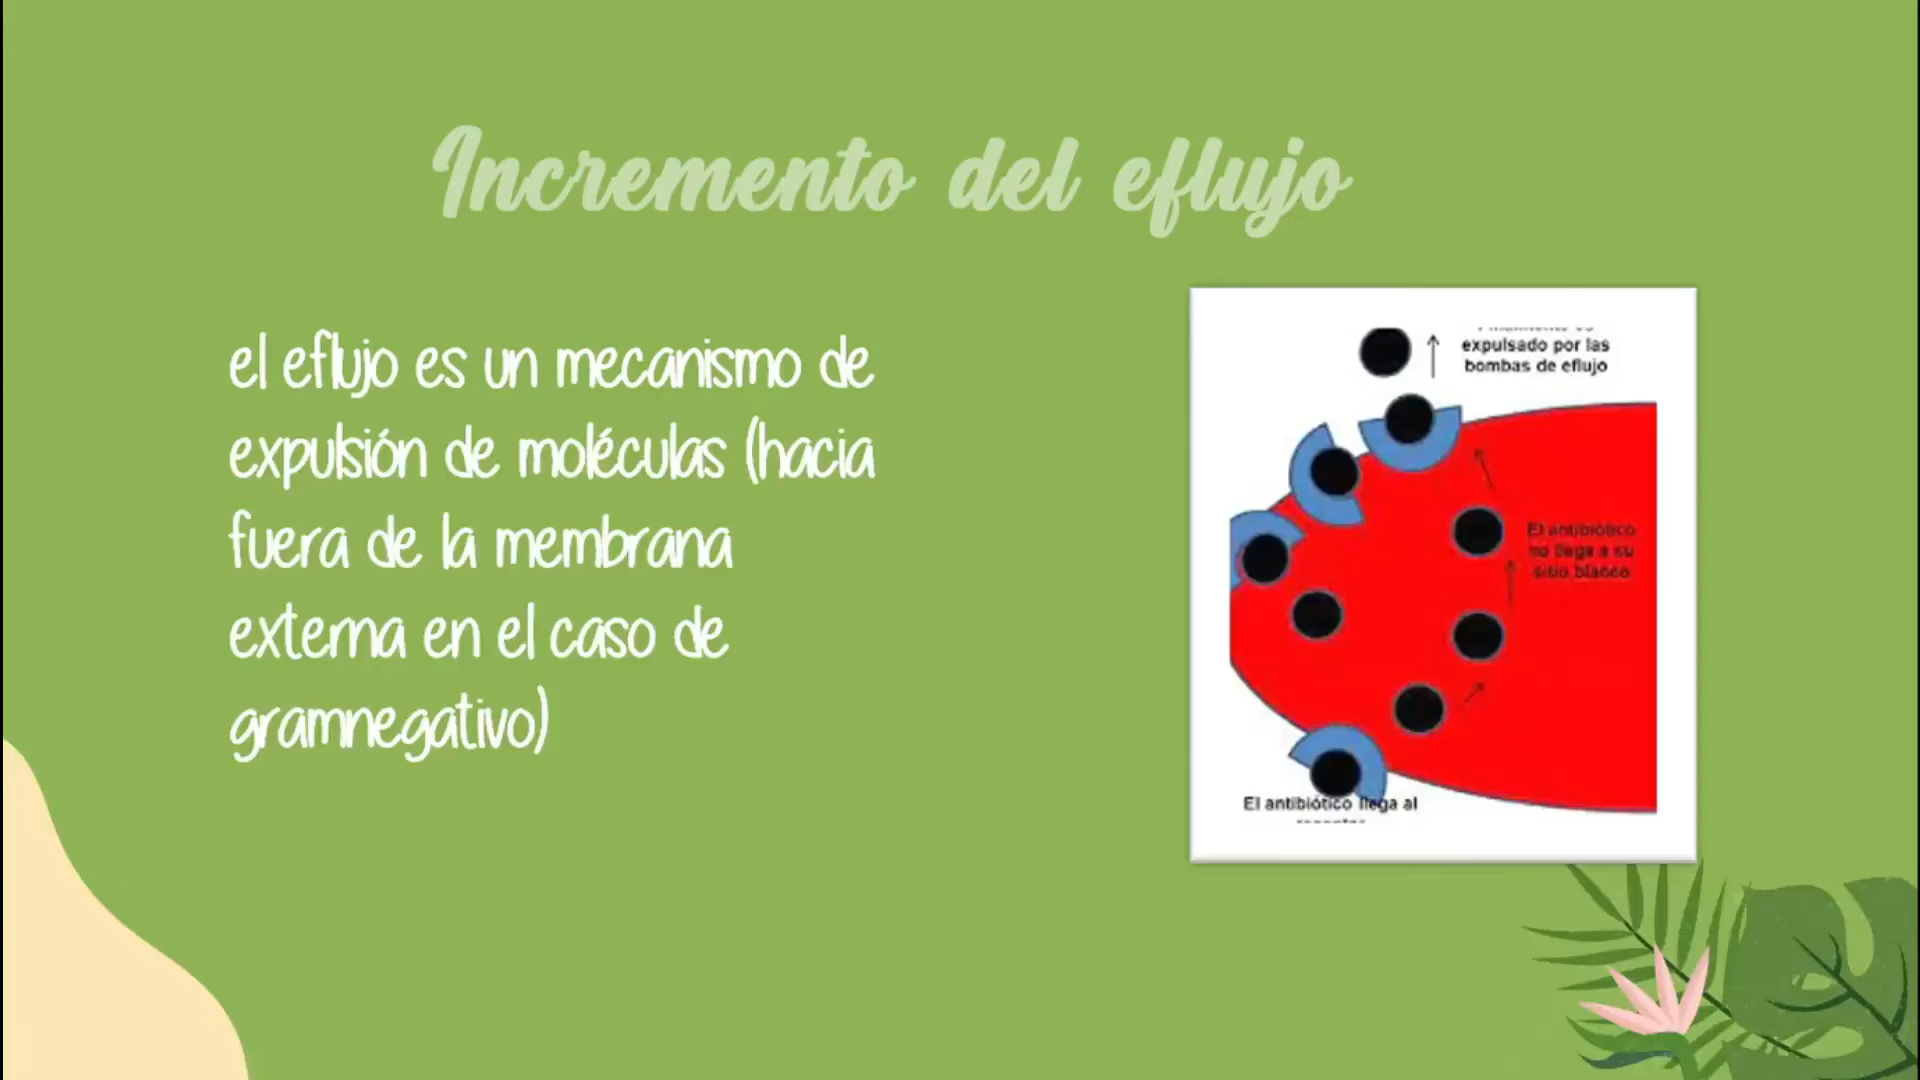 Incremento del eflujo
el eflujo es un mecanismo de
expulsión de moléculas (hacia
fuera de la membrana
externa en el caso de
gramnegativo)
expulsado por las
bombas de eflujo
El antibiótico
no llega a su
sitio blanco
El antibiótico llega al